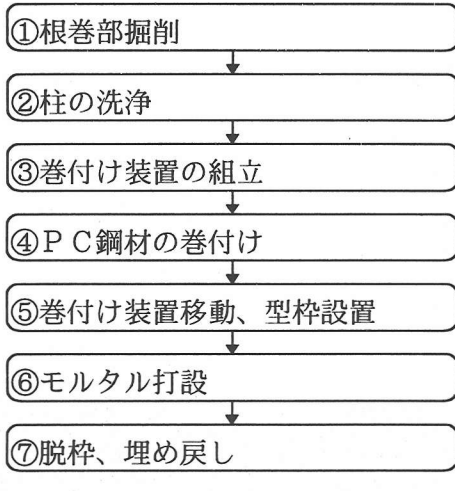 ①根巻部掘削
②柱の洗浄
③巻付け装置の組立
④ＰＣ鋼材の巻付け
⑤巻付け装置移動、型枠設置
⑥モルタル打設
⑦脱枠、埋め戻し